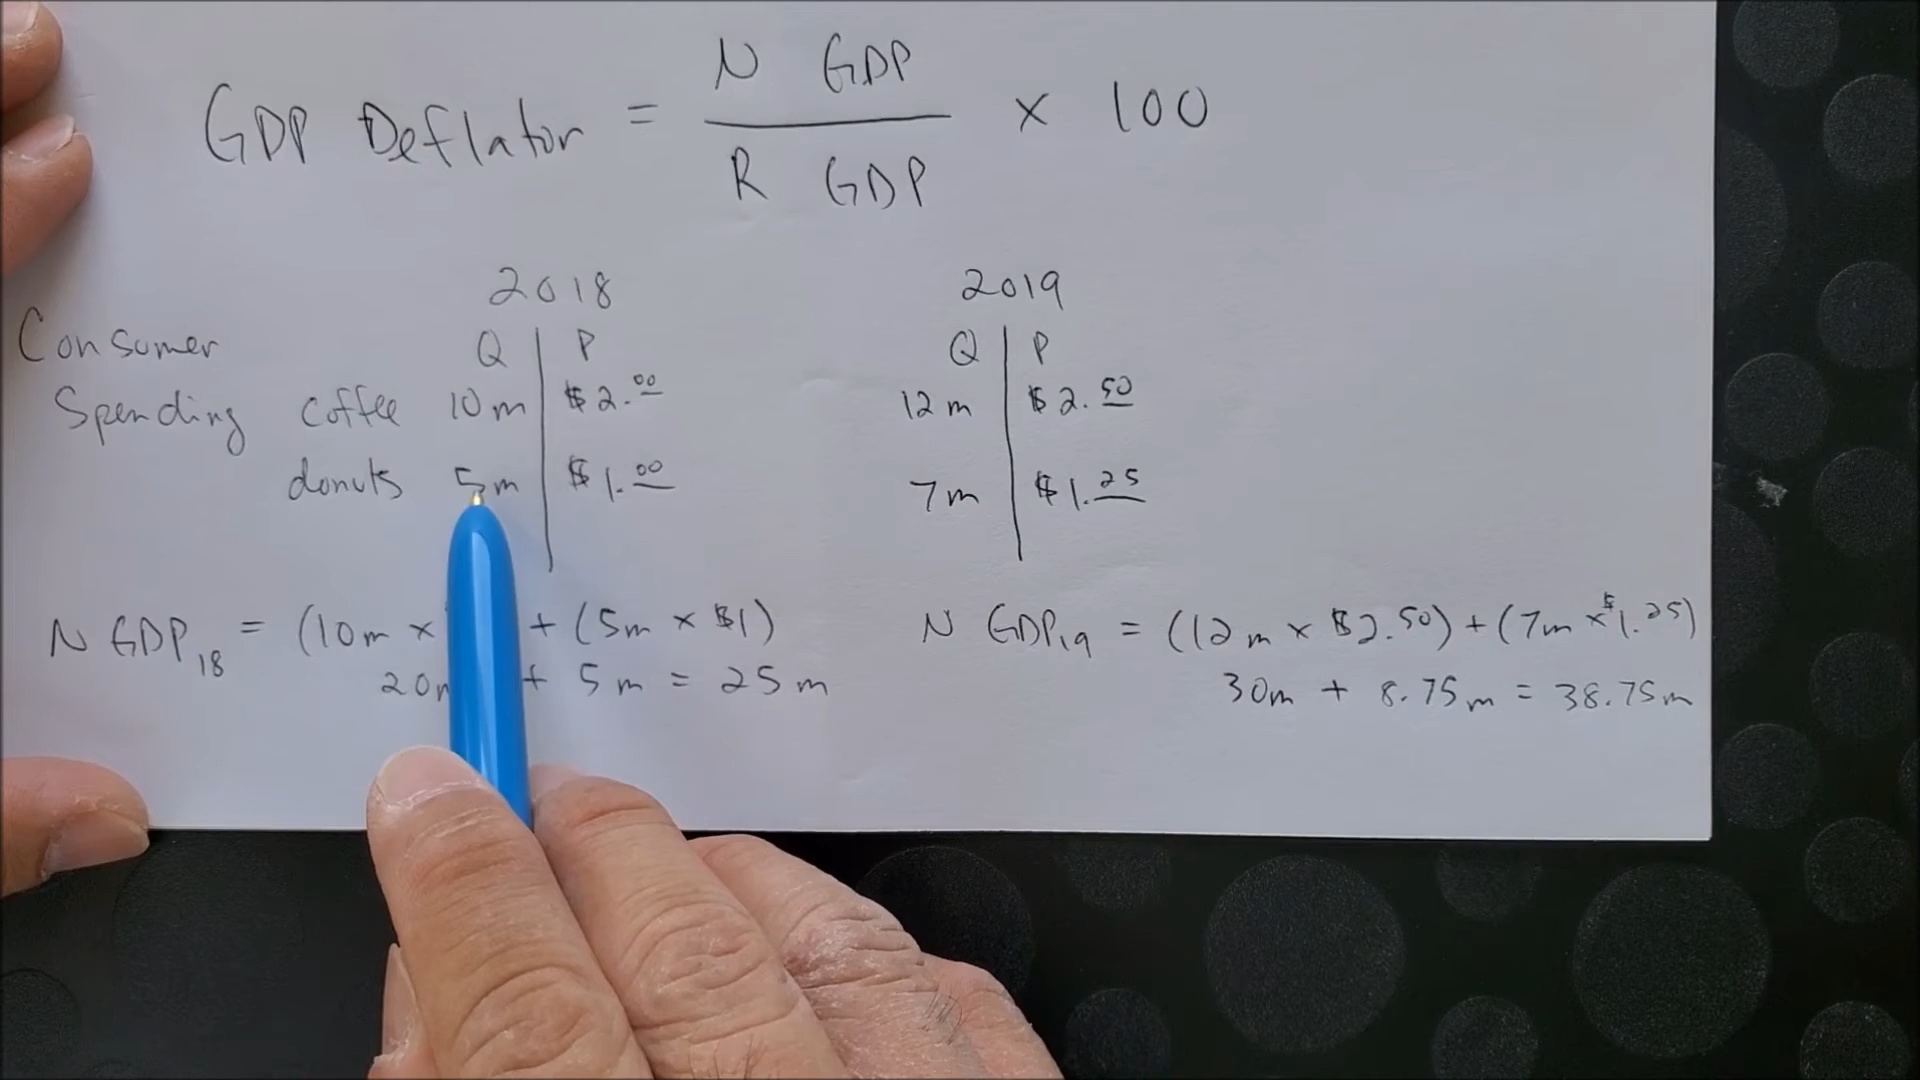 N GDP
GDP Deflator = × 100
R GDP
2018 2019
Consumer Q P Q P
Spending coffee 10m $2.00 12m $2.50
donuts 5m $1.00 7m $1.25
N GDP18 = (10m × + (5m × $1) N GDP19 = (12m × $2.50) + (7m × $1.25)
20m + 5m = 25m 30m + 8.75m = 38.75m